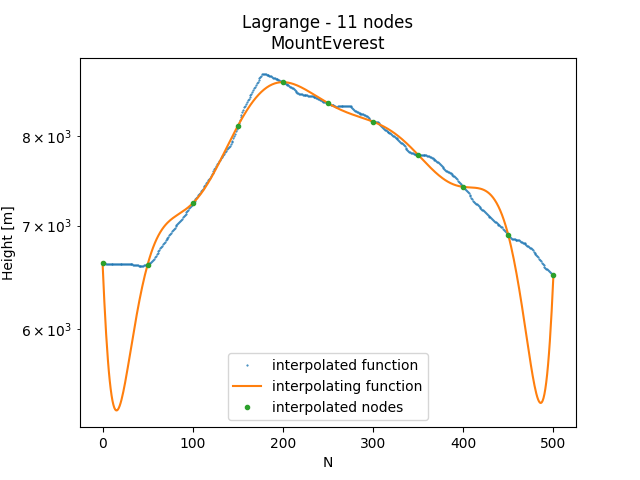 Lagrange - 11 nodes
MountEverest
Height [m]
8 × 10³
7 × 10³
6 × 10³
interpolated function
interpolating function
interpolated nodes
0 100 200 300 400 500
N